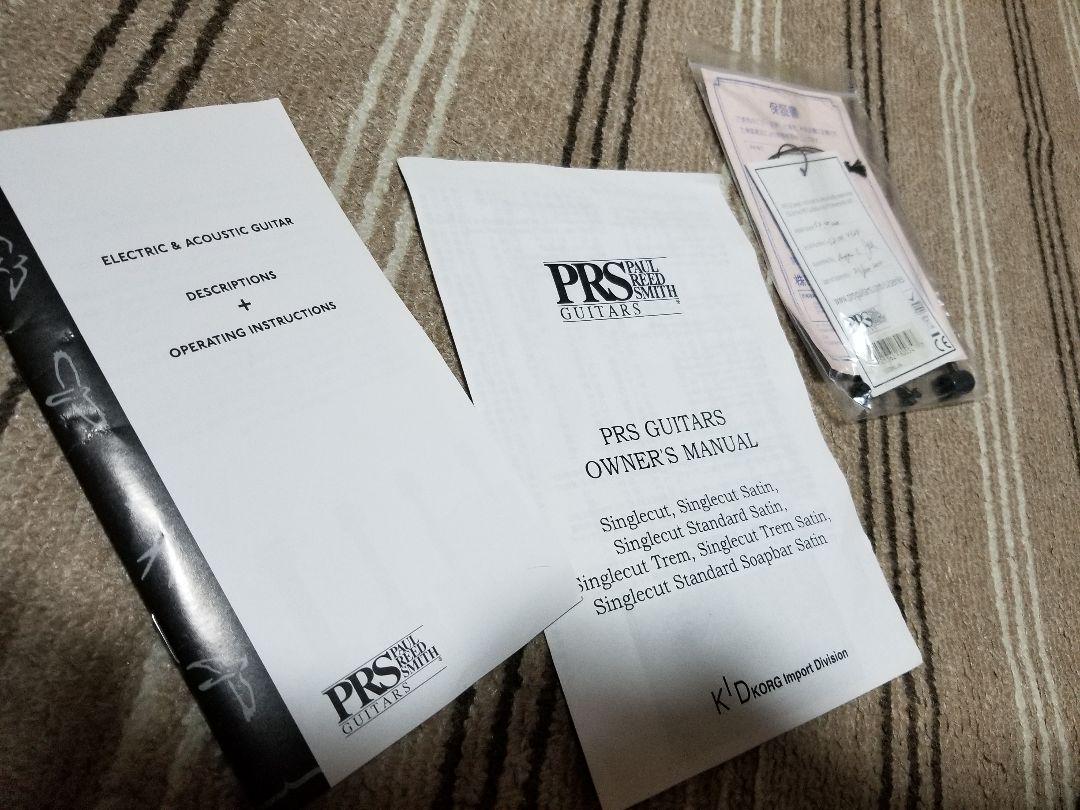 ELECTRIC & ACOUSTIC GUITAR
DESCRIPTIONS
+
OPERATING INSTRUCTIONS
PRS PAUL REED SMITH
GUITARS
PRS PAUL REED SMITH
GUITARS
PRS GUITARS
OWNER'S MANUAL
Singlecut, Singlecut Satin,
Singlecut Standard Satin,
Singlecut Trem, Singlecut Trem Satin,
Singlecut Standard Soapbar Satin
KID KORG Import Division
保証書
PRS
CE